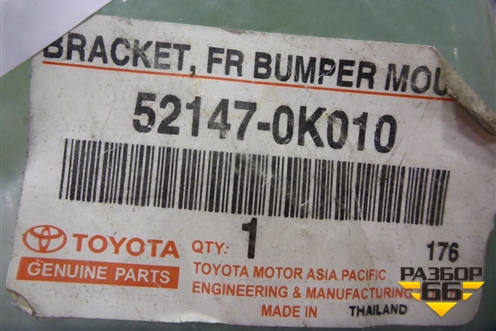 BRACKET, FR BUMPER MOU
52147-0K010
TOYOTA
GENUINE PARTS
QTY:
1
176
TOYOTA MOTOR ASIA PACIFIC
ENGINEERING & MANUFACTURING
MADE IN THAILAND
РАЗБОР
66